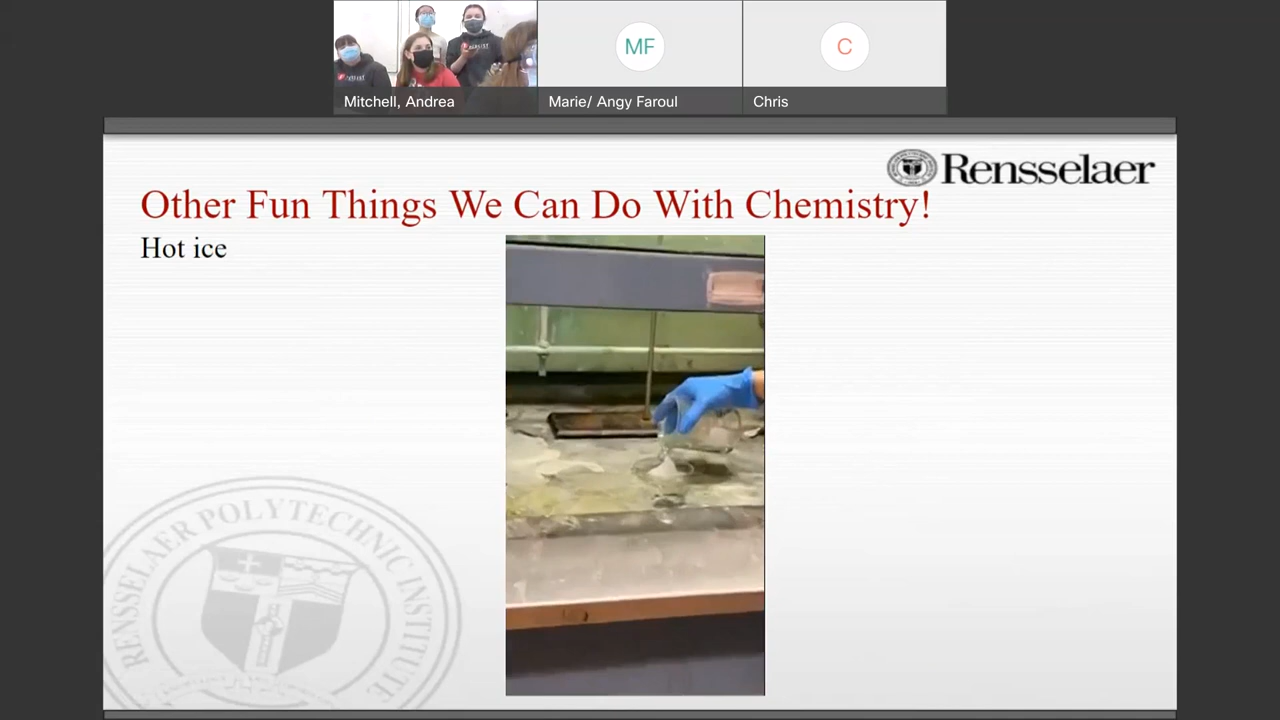 MF
C
Mitchell, Andrea
Marie/ Angy Faroul
Chris
Rensselaer
Other Fun Things We Can Do With Chemistry!
Hot ice
RENSSELAER POLYTECHNIC INSTITUTE